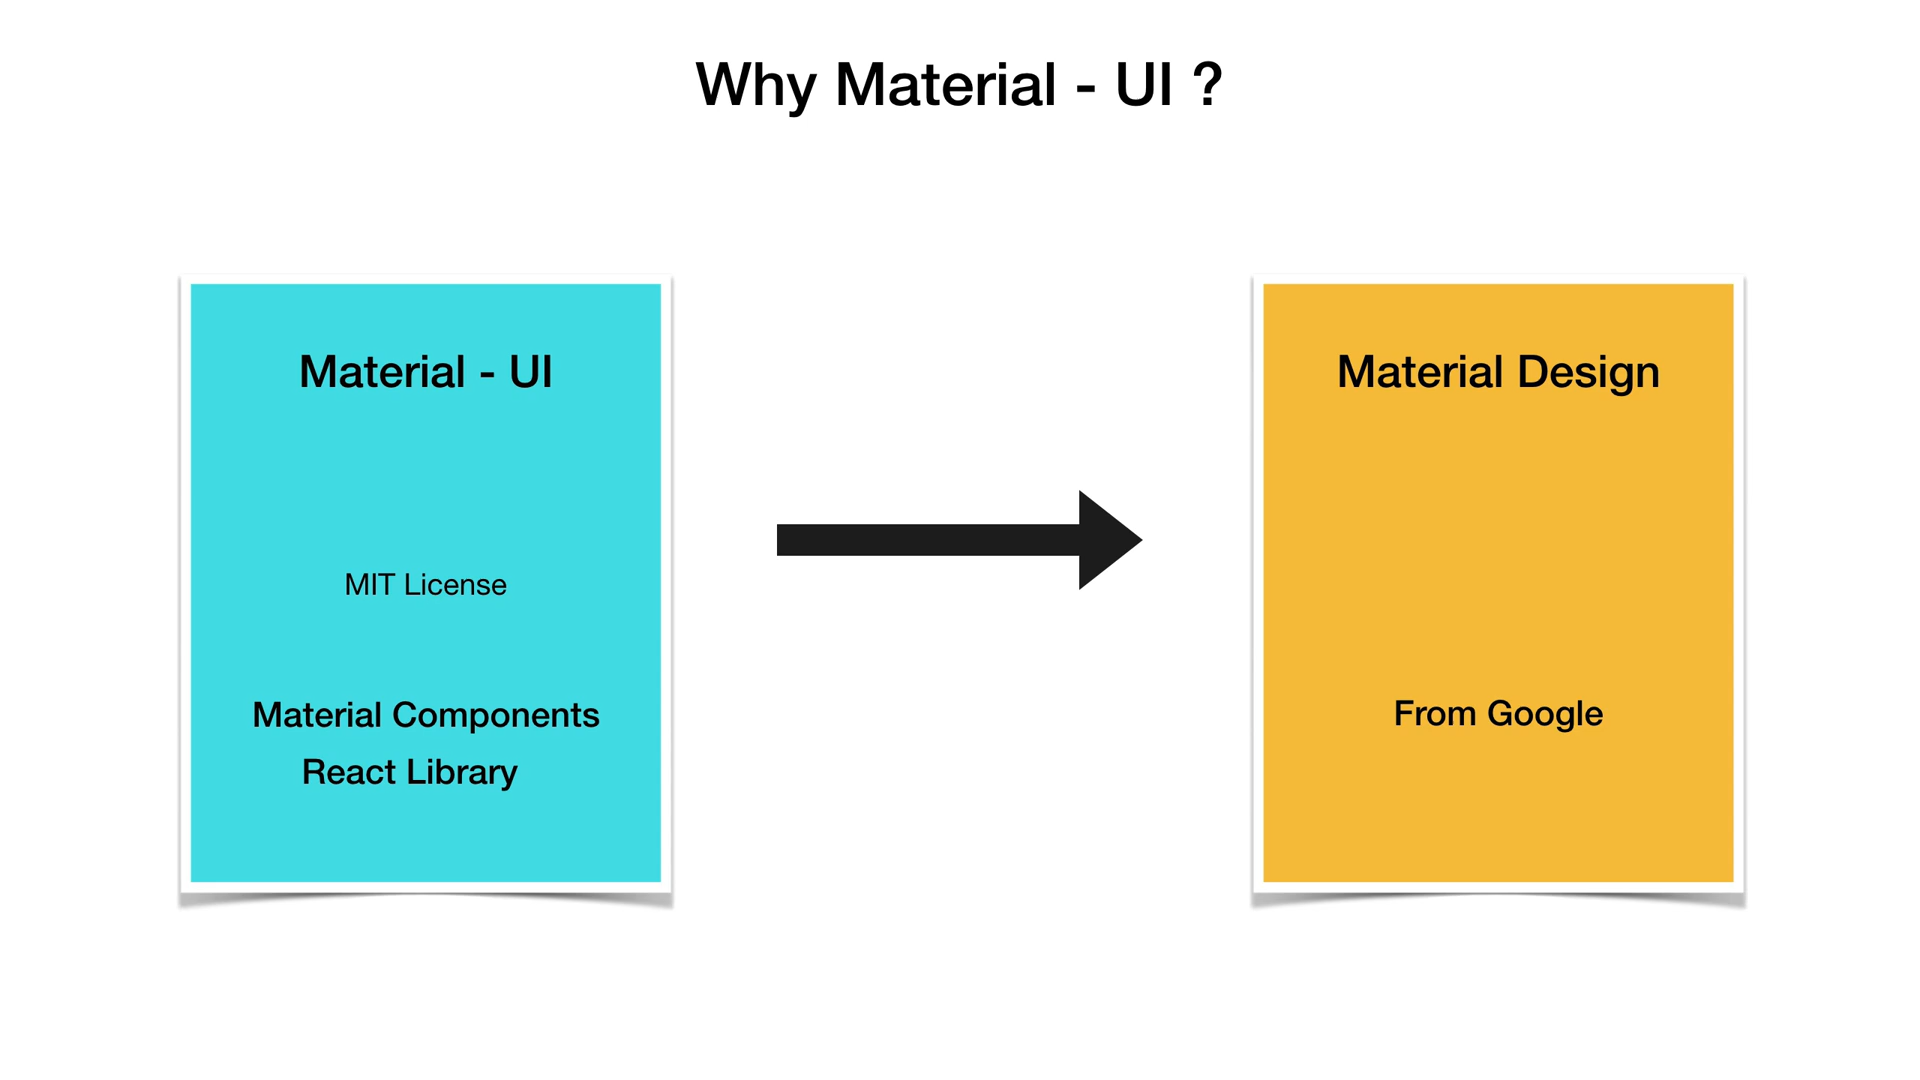 Why Material - UI ?
Material - UI
MIT License
Material Components
React Library
Material Design
From Google